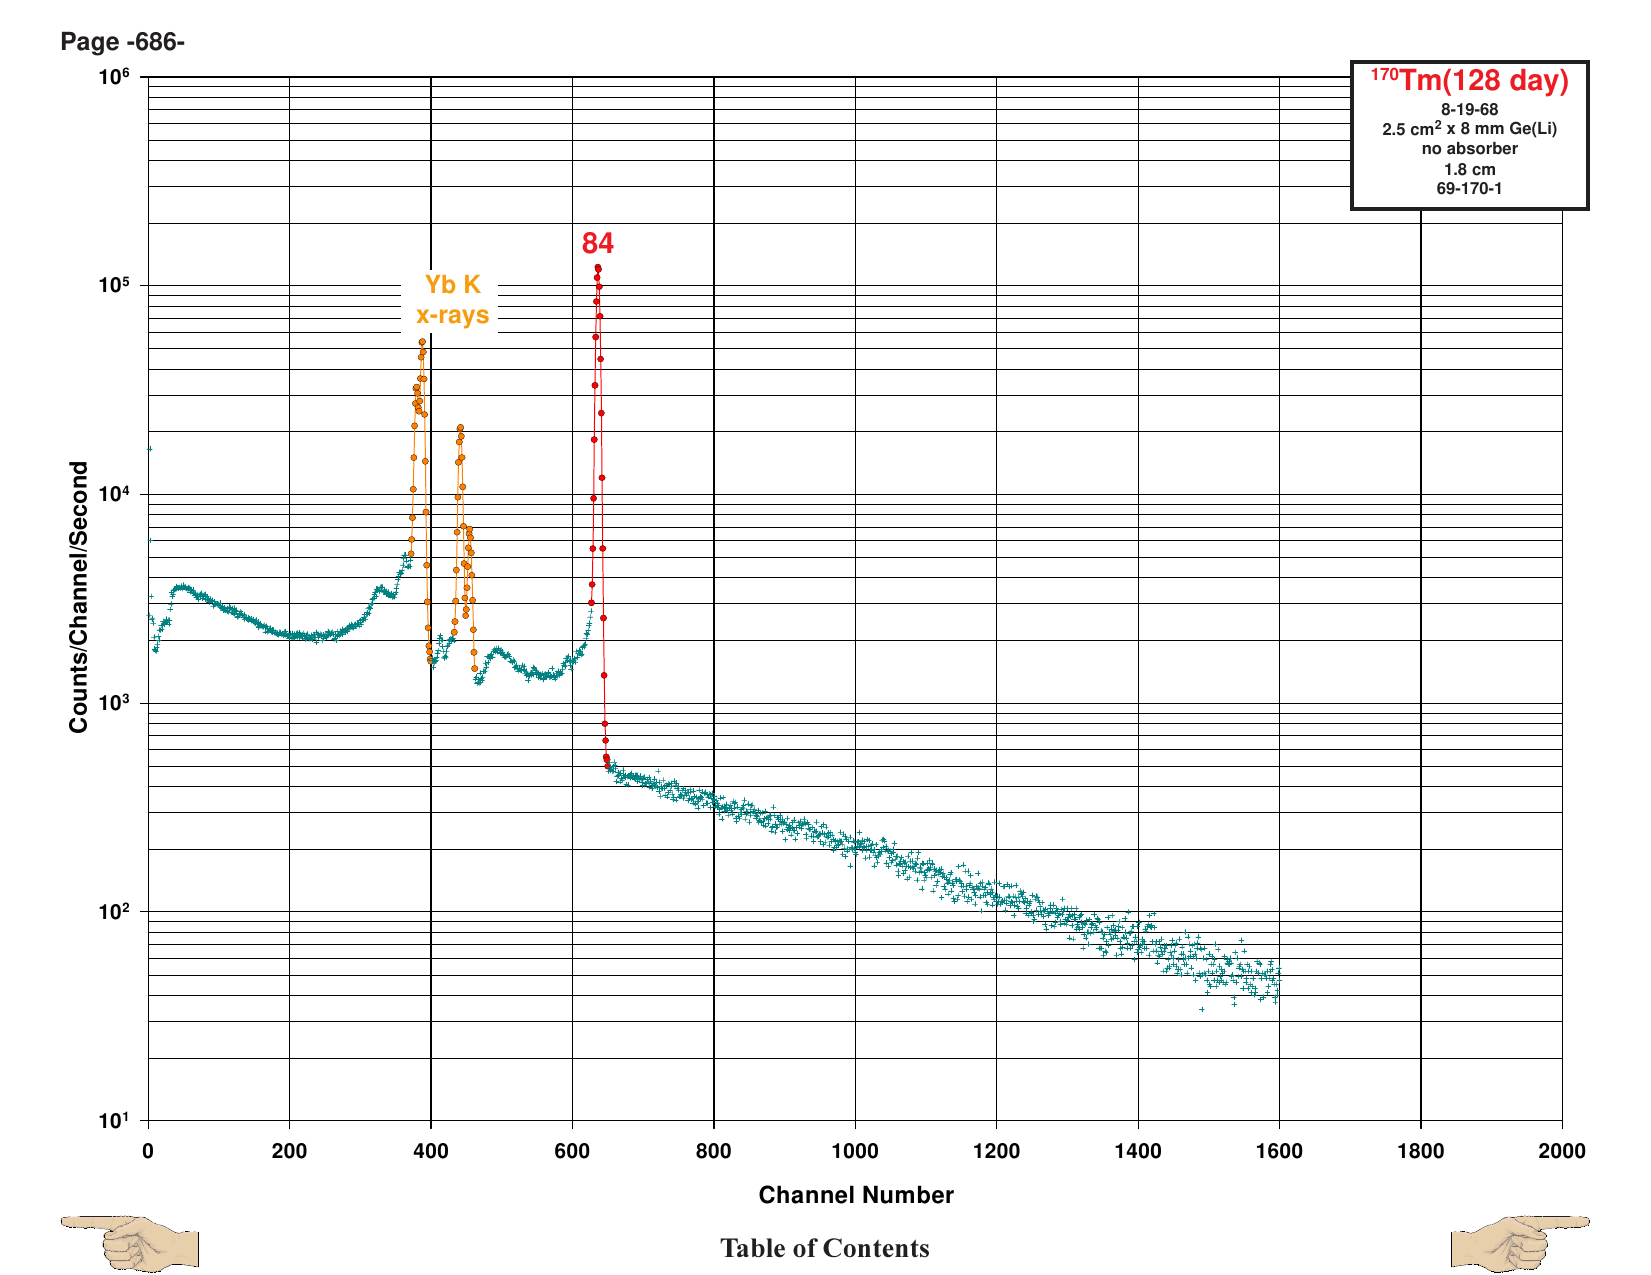 Page -686-
10⁶
¹⁷⁰Tm(128 day)
8-19-68
2.5 cm² x 8 mm Ge(Li)
no absorber
1.8 cm
69-170-1
84
10⁵
Yb K
x-rays
10⁴
Counts/Channel/Second
10³
10²
10¹
0 200 400 600 800 1000 1200 1400 1600 1800 2000
Channel Number
Table of Contents